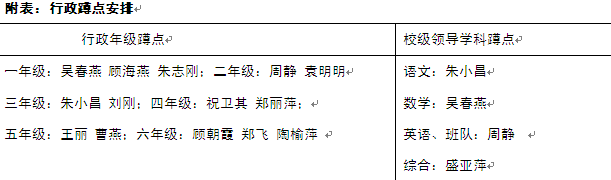 附表：行政蹲点安排
行政年级蹲点
校级领导学科蹲点
一年级：吴春燕 顾海燕 朱志刚；二年级：周静 袁明明
三年级：朱小昌 刘刚；四年级：祝卫其 郑丽萍；
五年级：王丽 曹燕；六年级：顾朝霞 郑飞 陶榆萍
语文：朱小昌
数学：吴春燕
英语、班队：周静
综合：盛亚萍